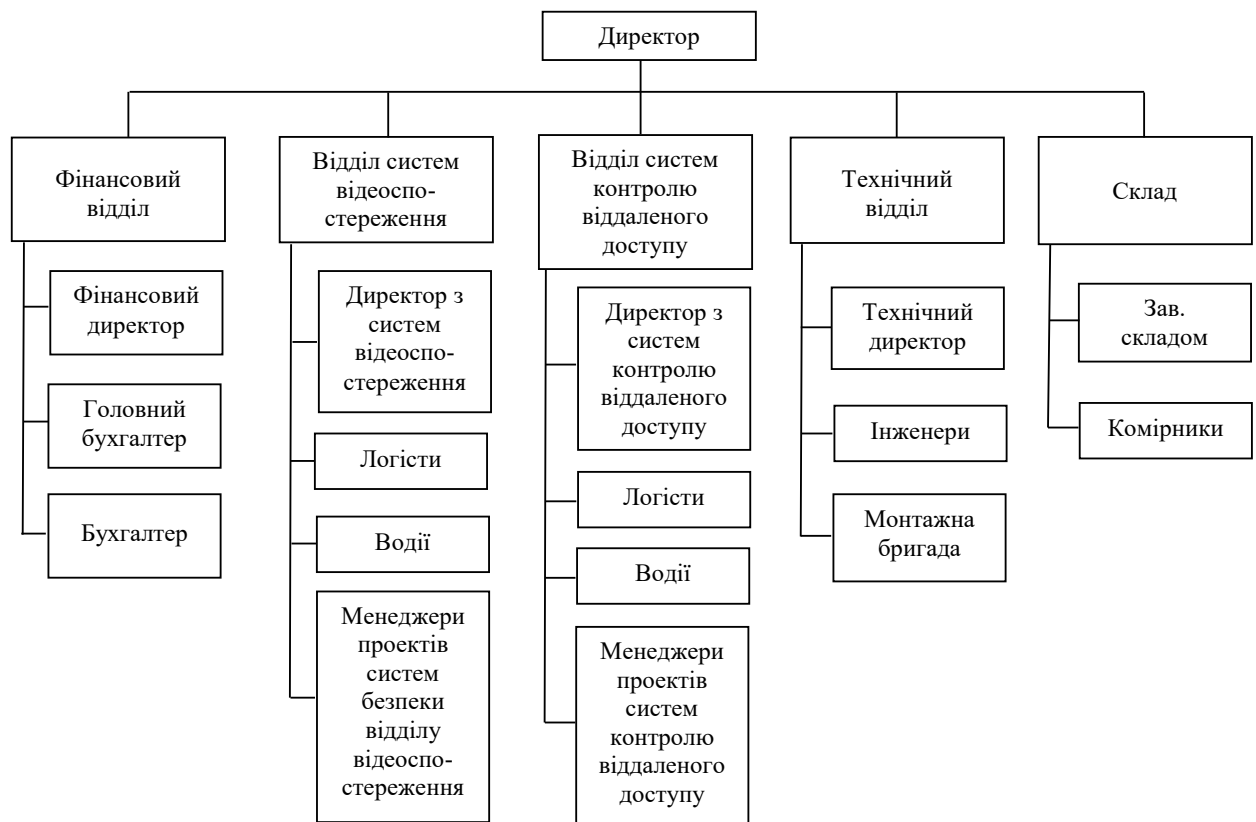 Директор
Фінансовий
відділ
Відділ систем
відеоспо-
стереження
Відділ систем
контролю
віддаленого
доступу
Технічний
відділ
Склад
Фінансовий
директор
Головний
бухгалтер
Бухгалтер
Директор з
систем
відеоспо-
стереження
Логісти
Водії
Менеджери
проектів
систем
безпеки
відділу
відеоспо-
стереження
Директор з
систем
контролю
віддаленого
доступу
Логісти
Водії
Менеджери
проектів
систем
контролю
віддаленого
доступу
Технічний
директор
Інженери
Монтажна
бригада
Зав.
складом
Комірники